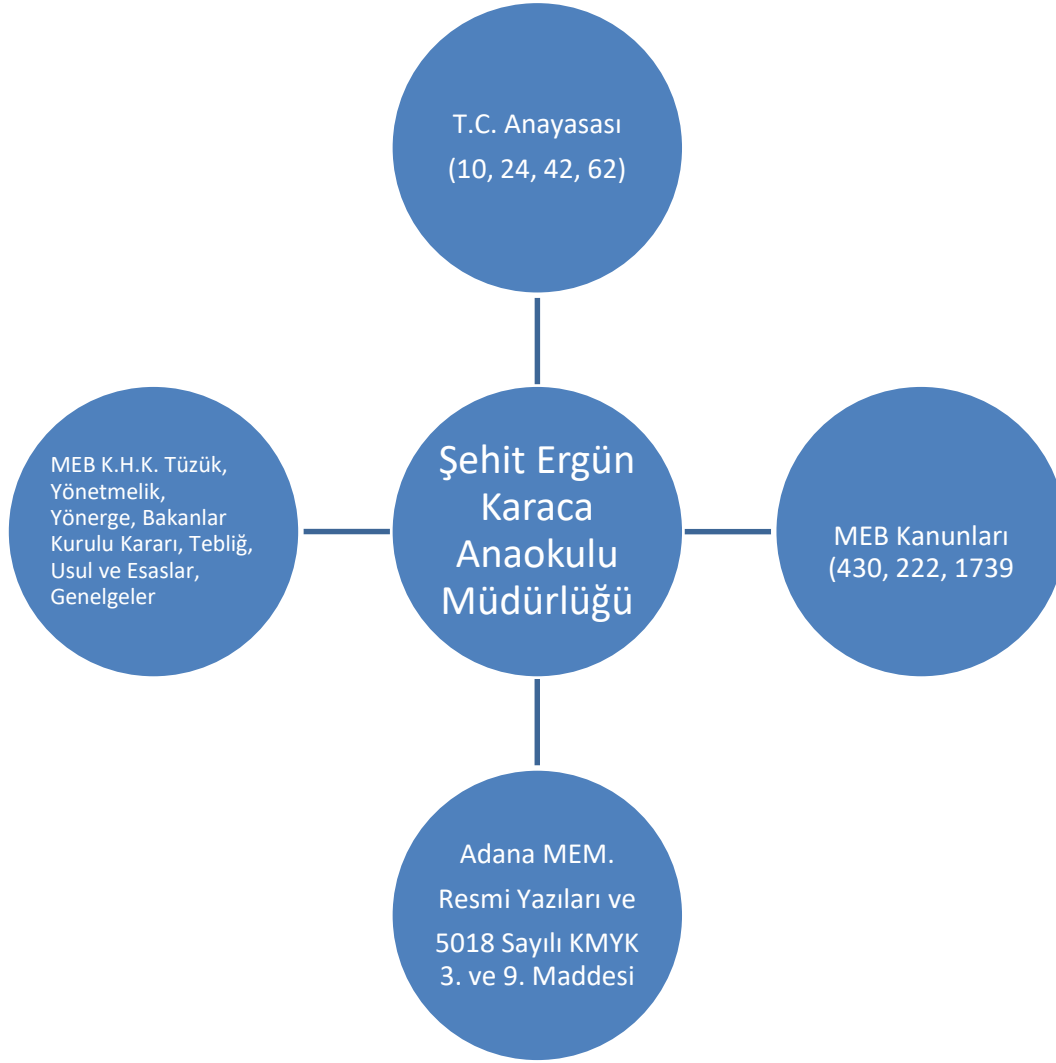 T.C. Anayasası
(10, 24, 42, 62)
MEB K.H.K. Tüzük,
Yönetmelik,
Yönerge, Bakanlar
Kurulu Kararı, Tebliğ,
Usul ve Esaslar,
Genelgeler
Şehit Ergün
Karaca
Anaokulu
Müdürlüğü
MEB Kanunları
(430, 222, 1739
Adana MEM.
Resmi Yazıları ve
5018 Sayılı KMYK
3. ve 9. Maddesi